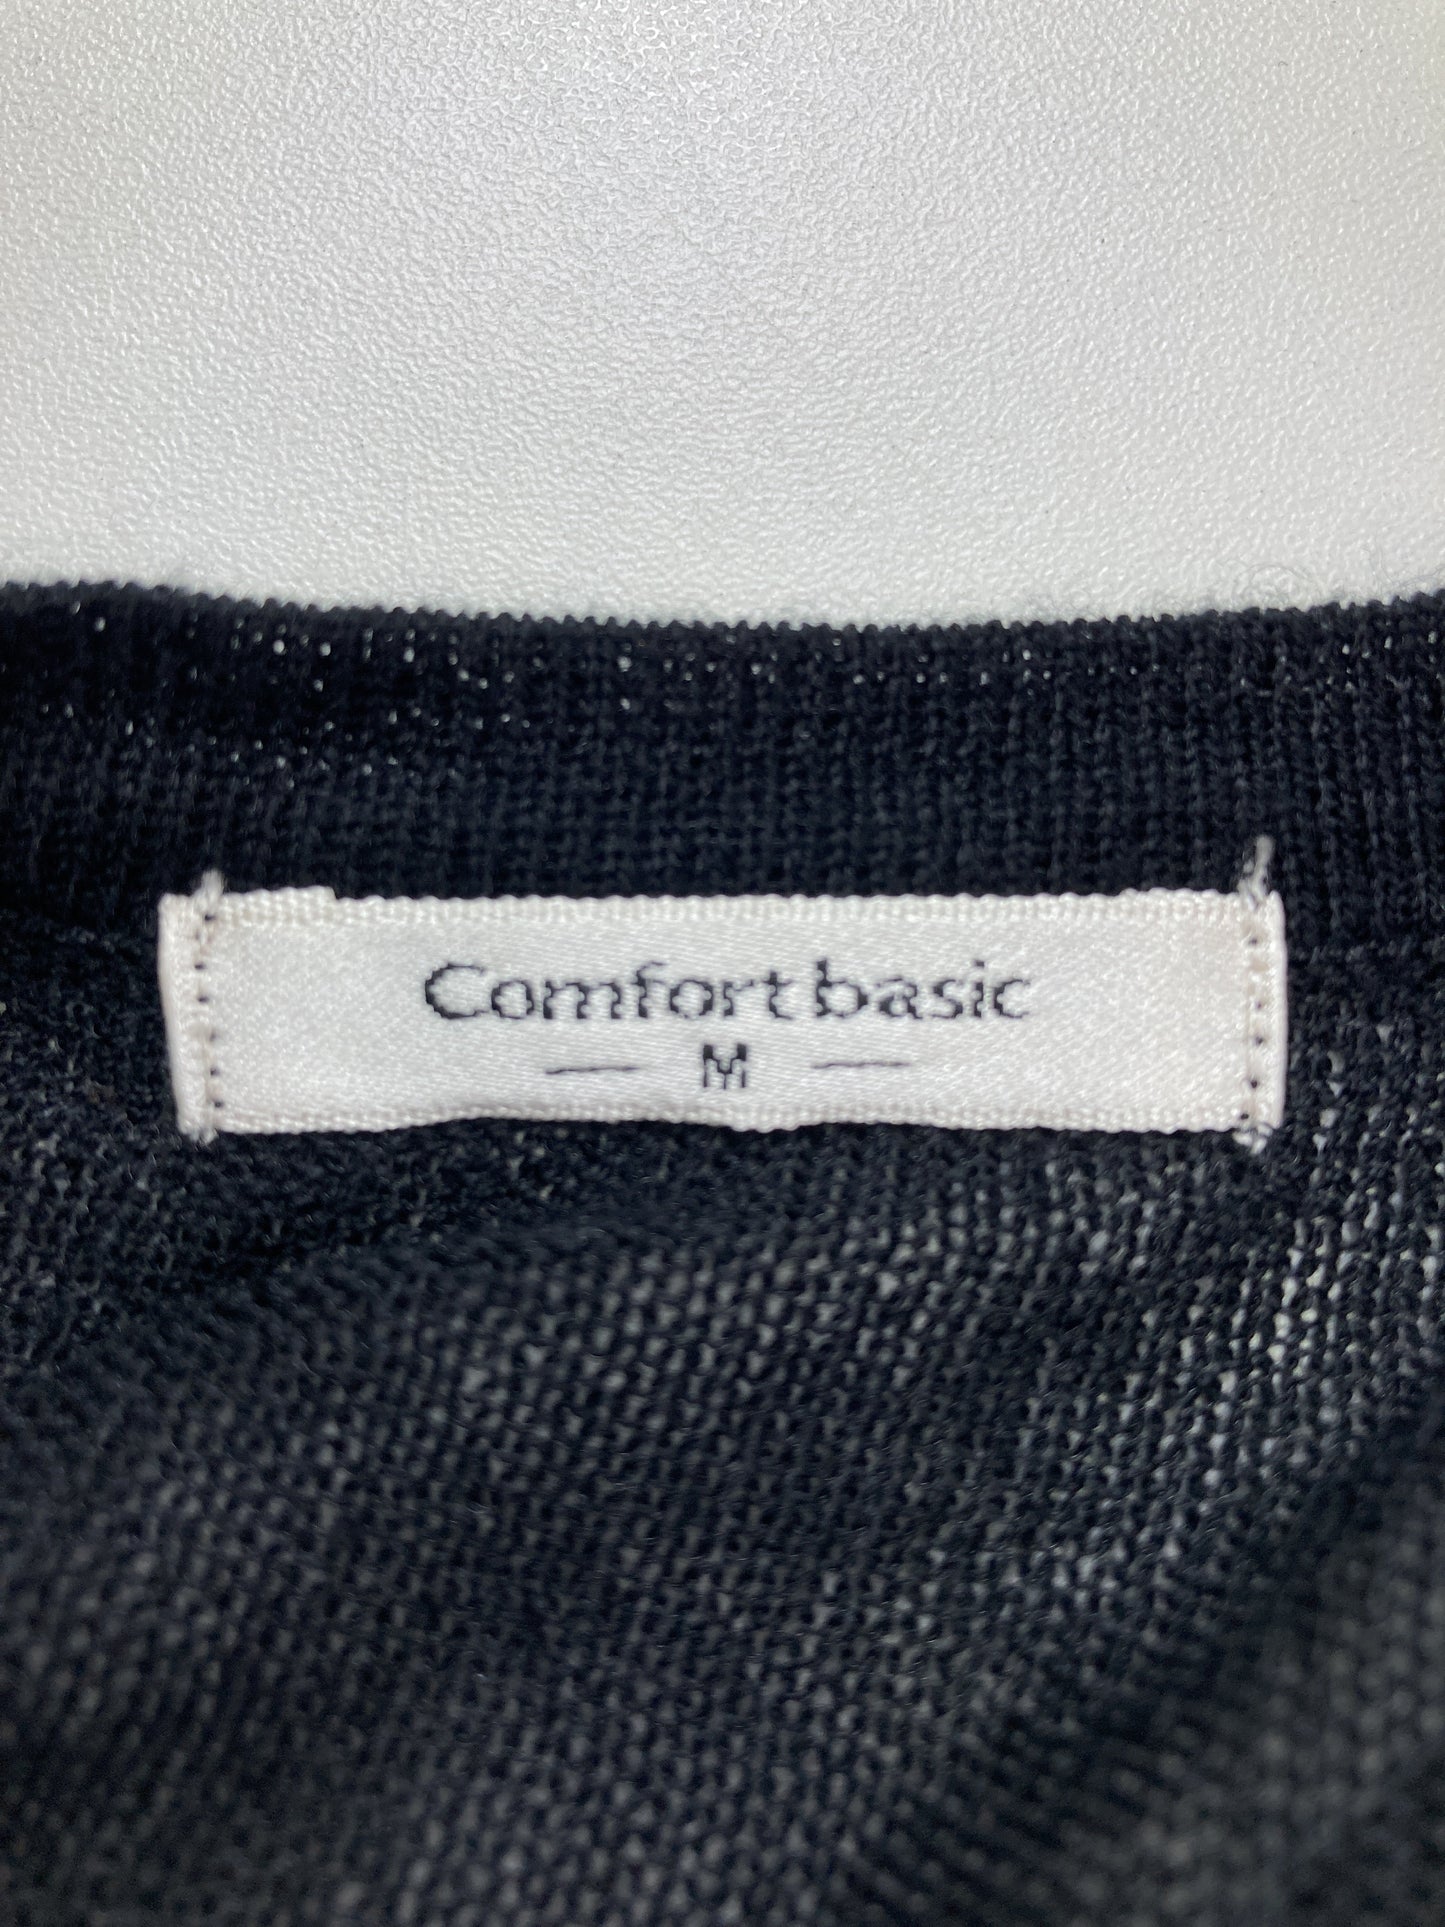 Comfort basic
— M —